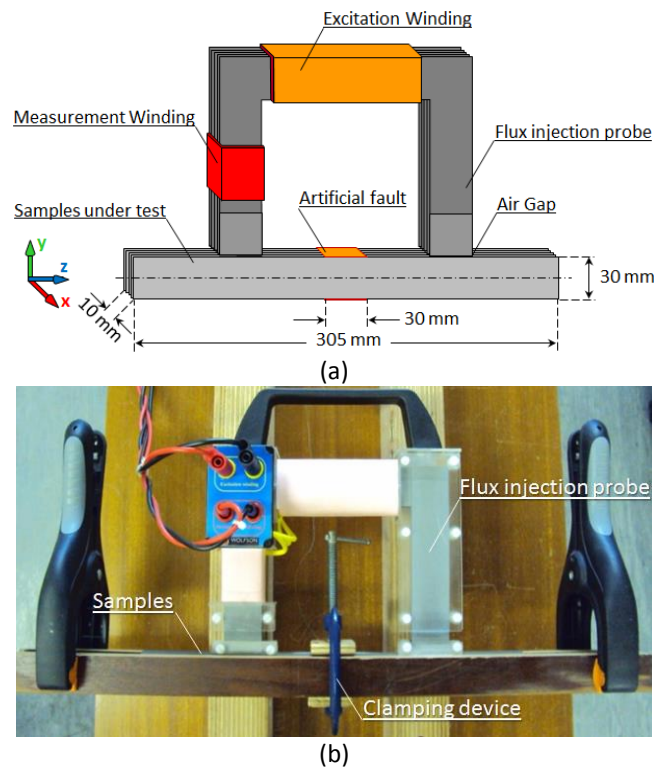 Excitation Winding
Measurement Winding
Flux injection probe
Samples under test
Artificial fault
Air Gap
y
z
x
30 mm
10 mm
30 mm
305 mm
(a)
Excitation winding
WOLFSON
Flux injection probe
Samples
Clamping device
(b)